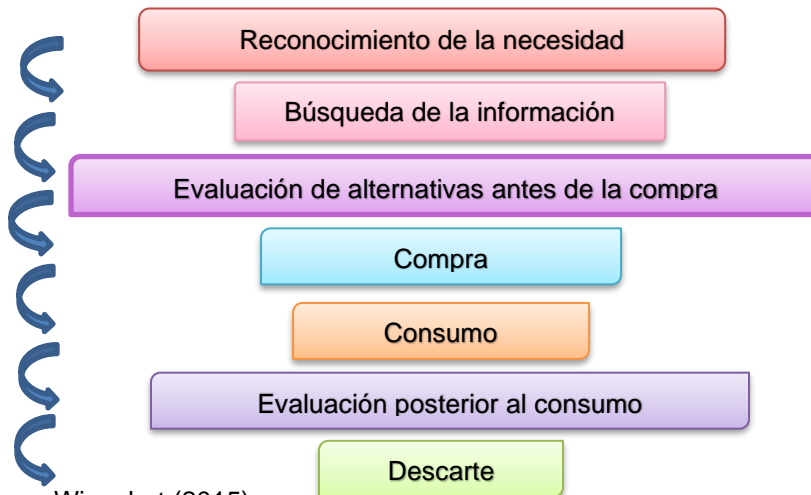 Reconocimiento de la necesidad
Búsqueda de la información
Evaluación de alternativas antes de la compra
Compra
Consumo
Evaluación posterior al consumo
Descarte
(2015)